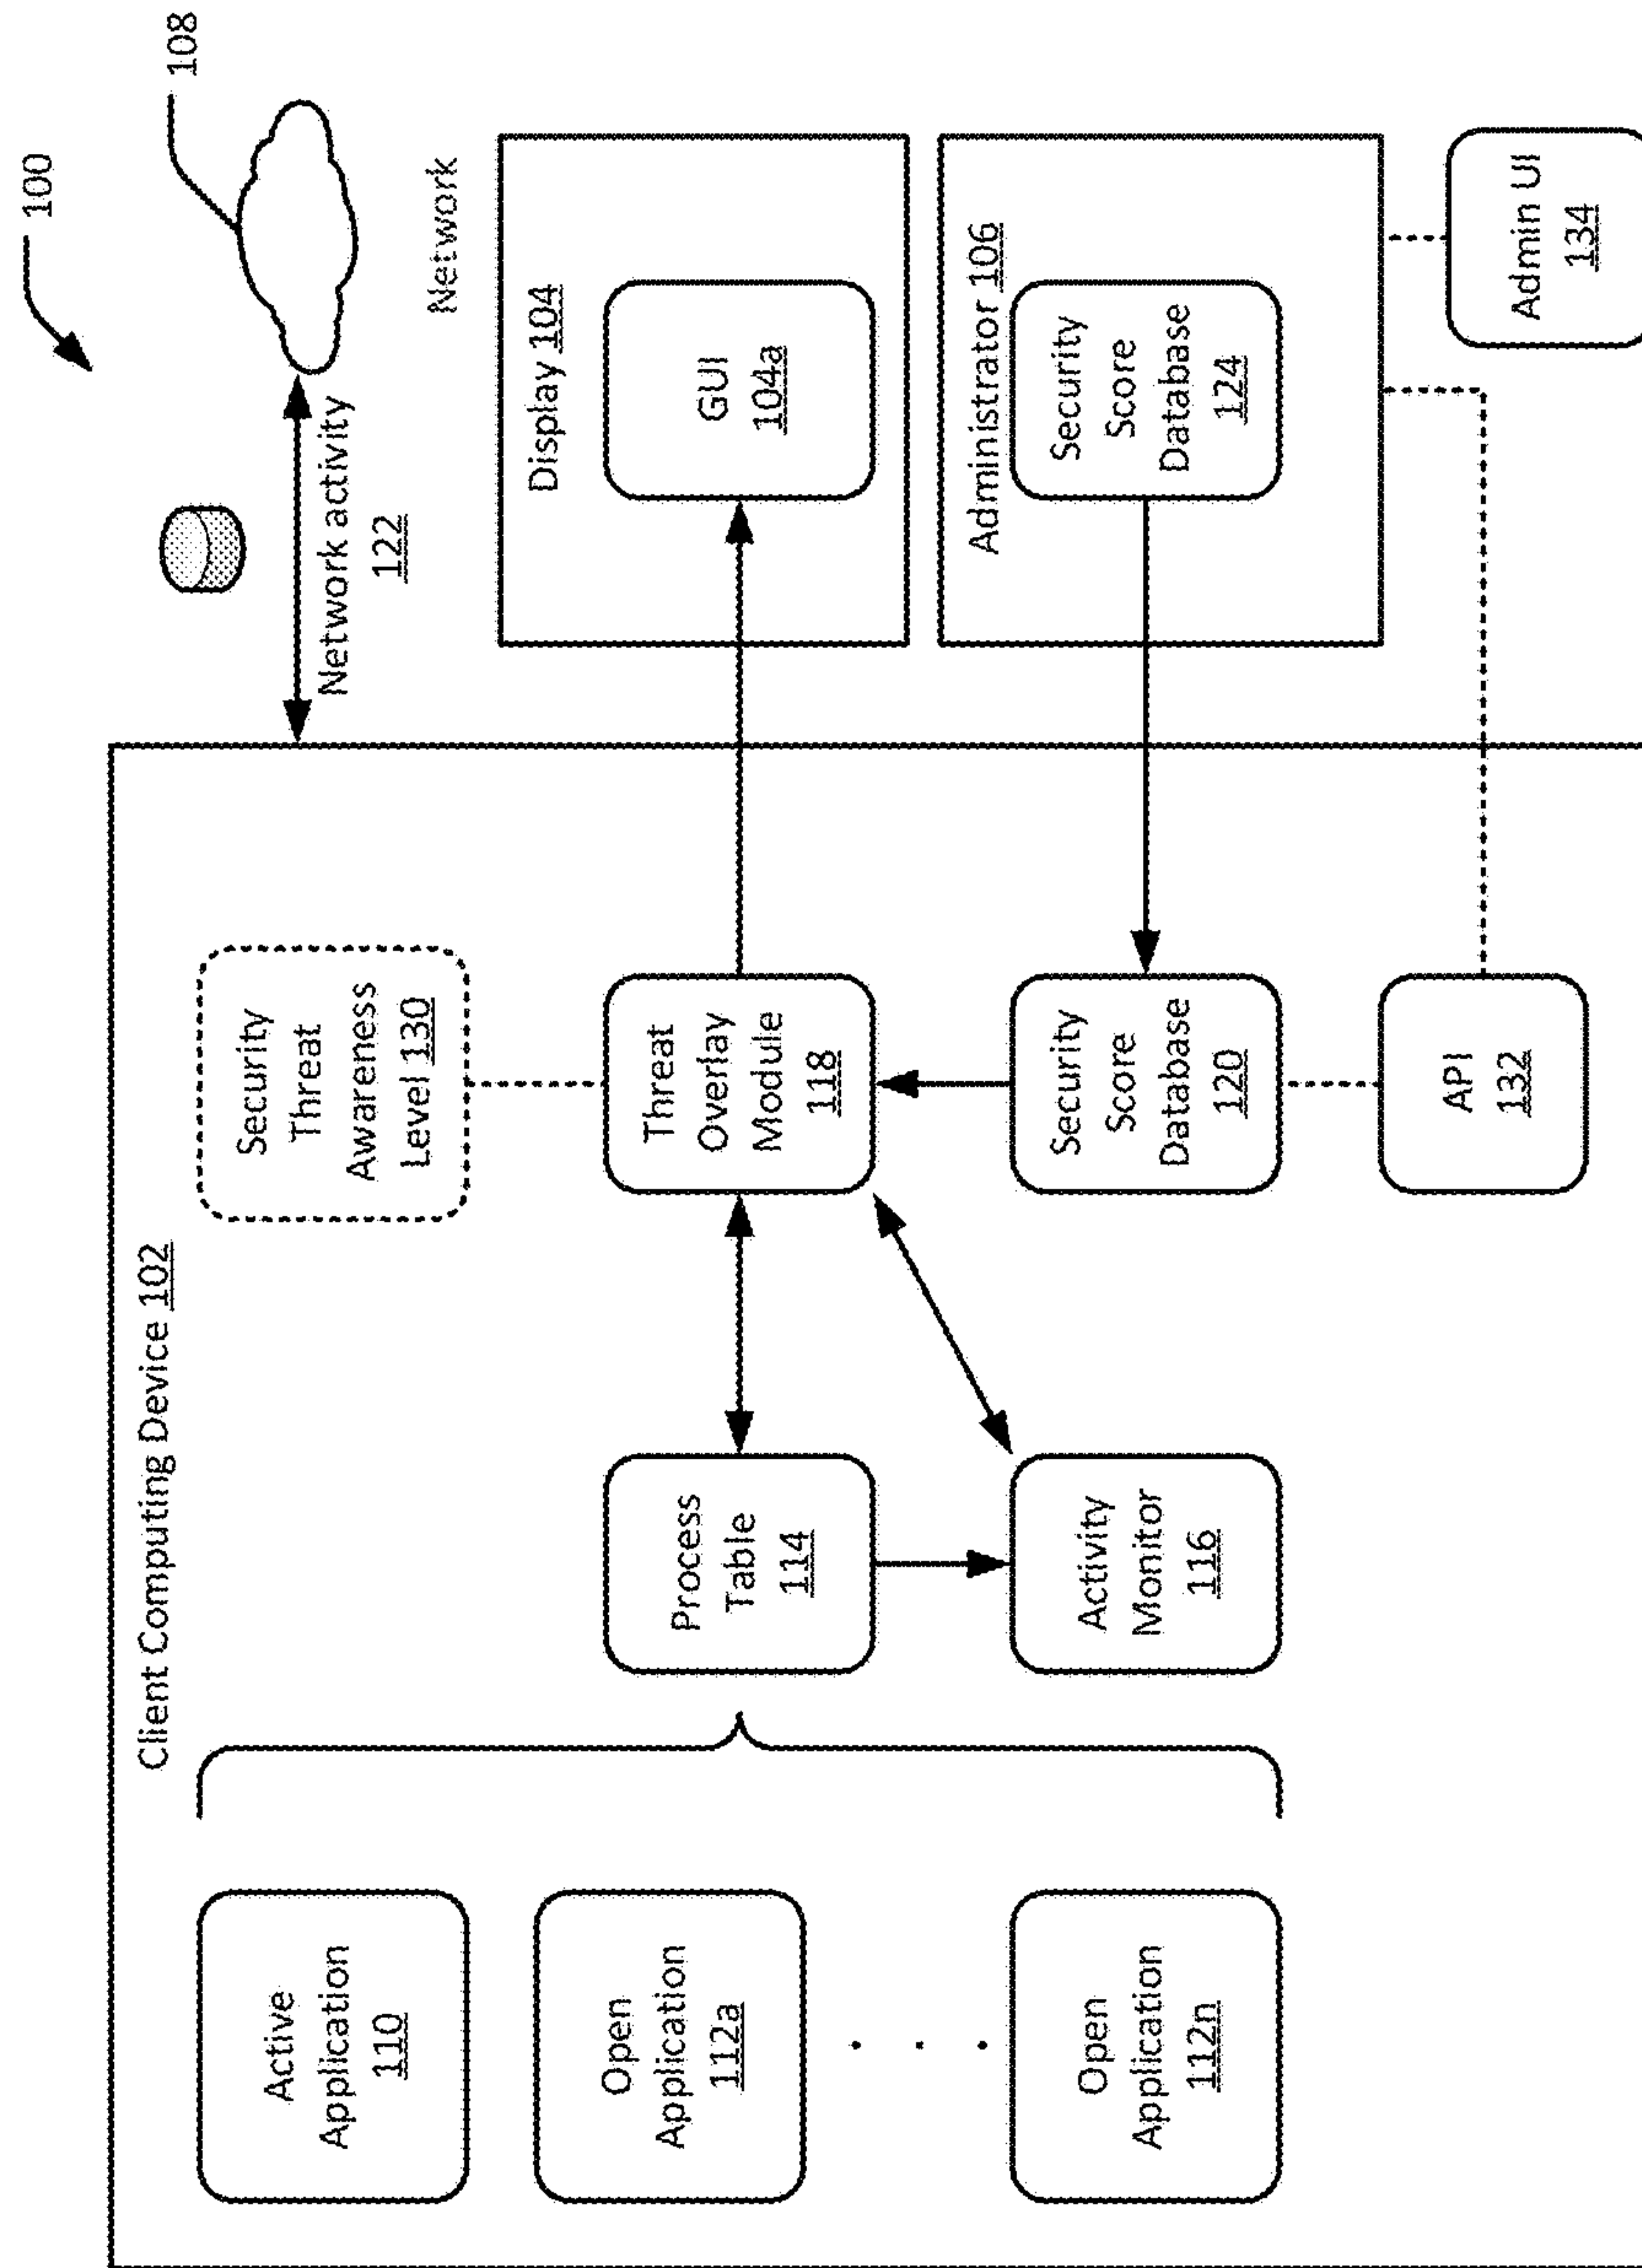 100
108
Network
Network activity
122
Client Computing Device 102
Active
Application
110
Open
Application
112a
. . .
Open
Application
112n
Process
Table
114
Activity
Monitor
116
Security
Threat
Awareness
Level 130
Threat
Overlay
Module
118
Security
Score
Database
120
API
132
Display 104
GUI
104a
Administrator 106
Security
Score
Database
124
Admin UI
134